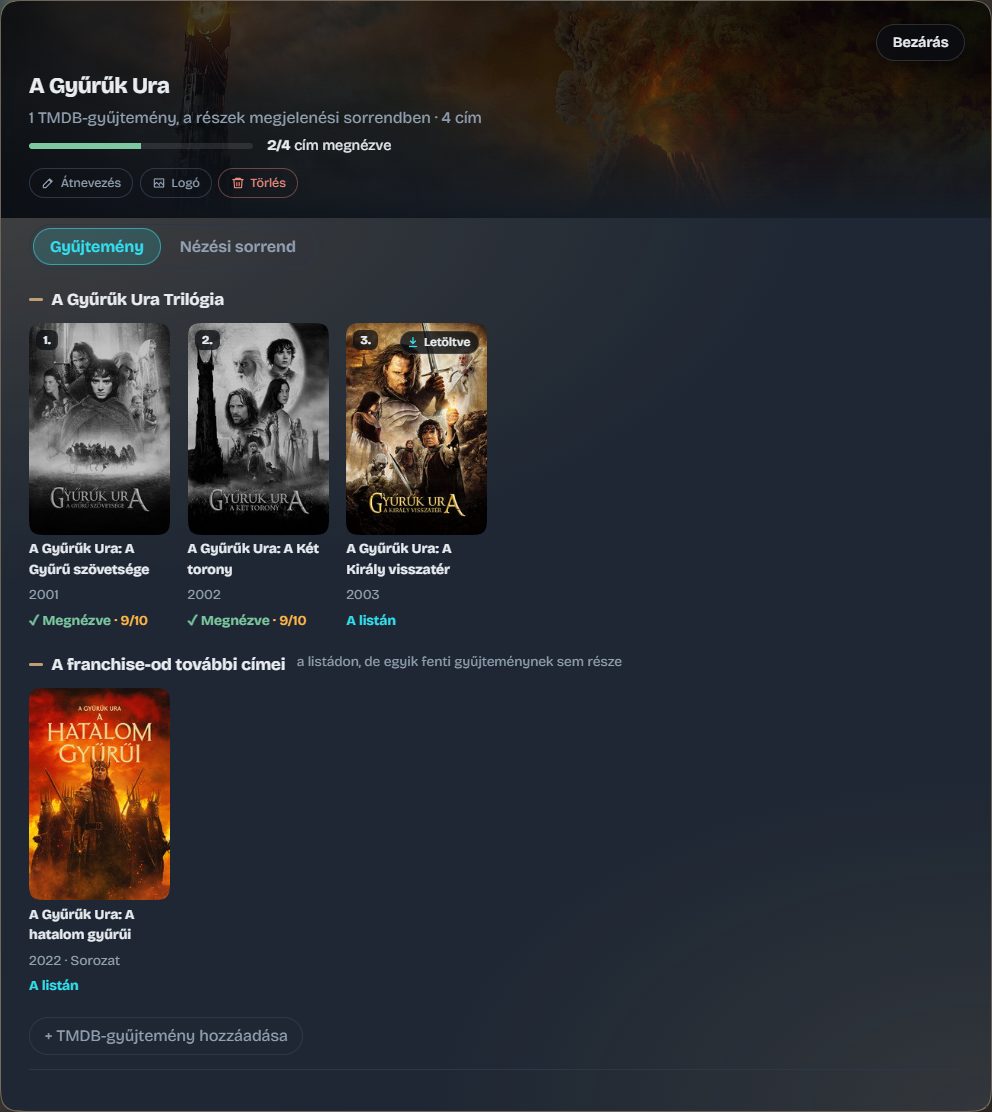 Bezárás
A Gyűrűk Ura
1 TMDB-gyűjtemény, a részek megjelenési sorrendben · 4 cím
2/4 cím megnézve
Átnevezés
Logó
Törlés
Gyűjtemény
Nézési sorrend
A Gyűrűk Ura Trilógia
1.
GYŰRŰK URA
A GYŰRŰ SZÖVETSÉGE
2.
GYŰRŰK URA
A KÉT TORONY
3.
Letöltve
GYŰRŰK URA
A KIRÁLY VISSZATÉR
A Gyűrűk Ura: A
Gyűrű szövetsége
2001
✓ Megnézve · 9/10
A Gyűrűk Ura: A Két
torony
2002
✓ Megnézve · 9/10
A Gyűrűk Ura: A
Király visszatér
2003
A listán
A franchise-od további címei a listádon, de egyik fenti gyűjteménynek sem része
A GYŰRŰK URA
A
HATALOM
GYŰRŰI
A Gyűrűk Ura: A
hatalom gyűrűi
2022 · Sorozat
A listán
+ TMDB-gyűjtemény hozzáadása